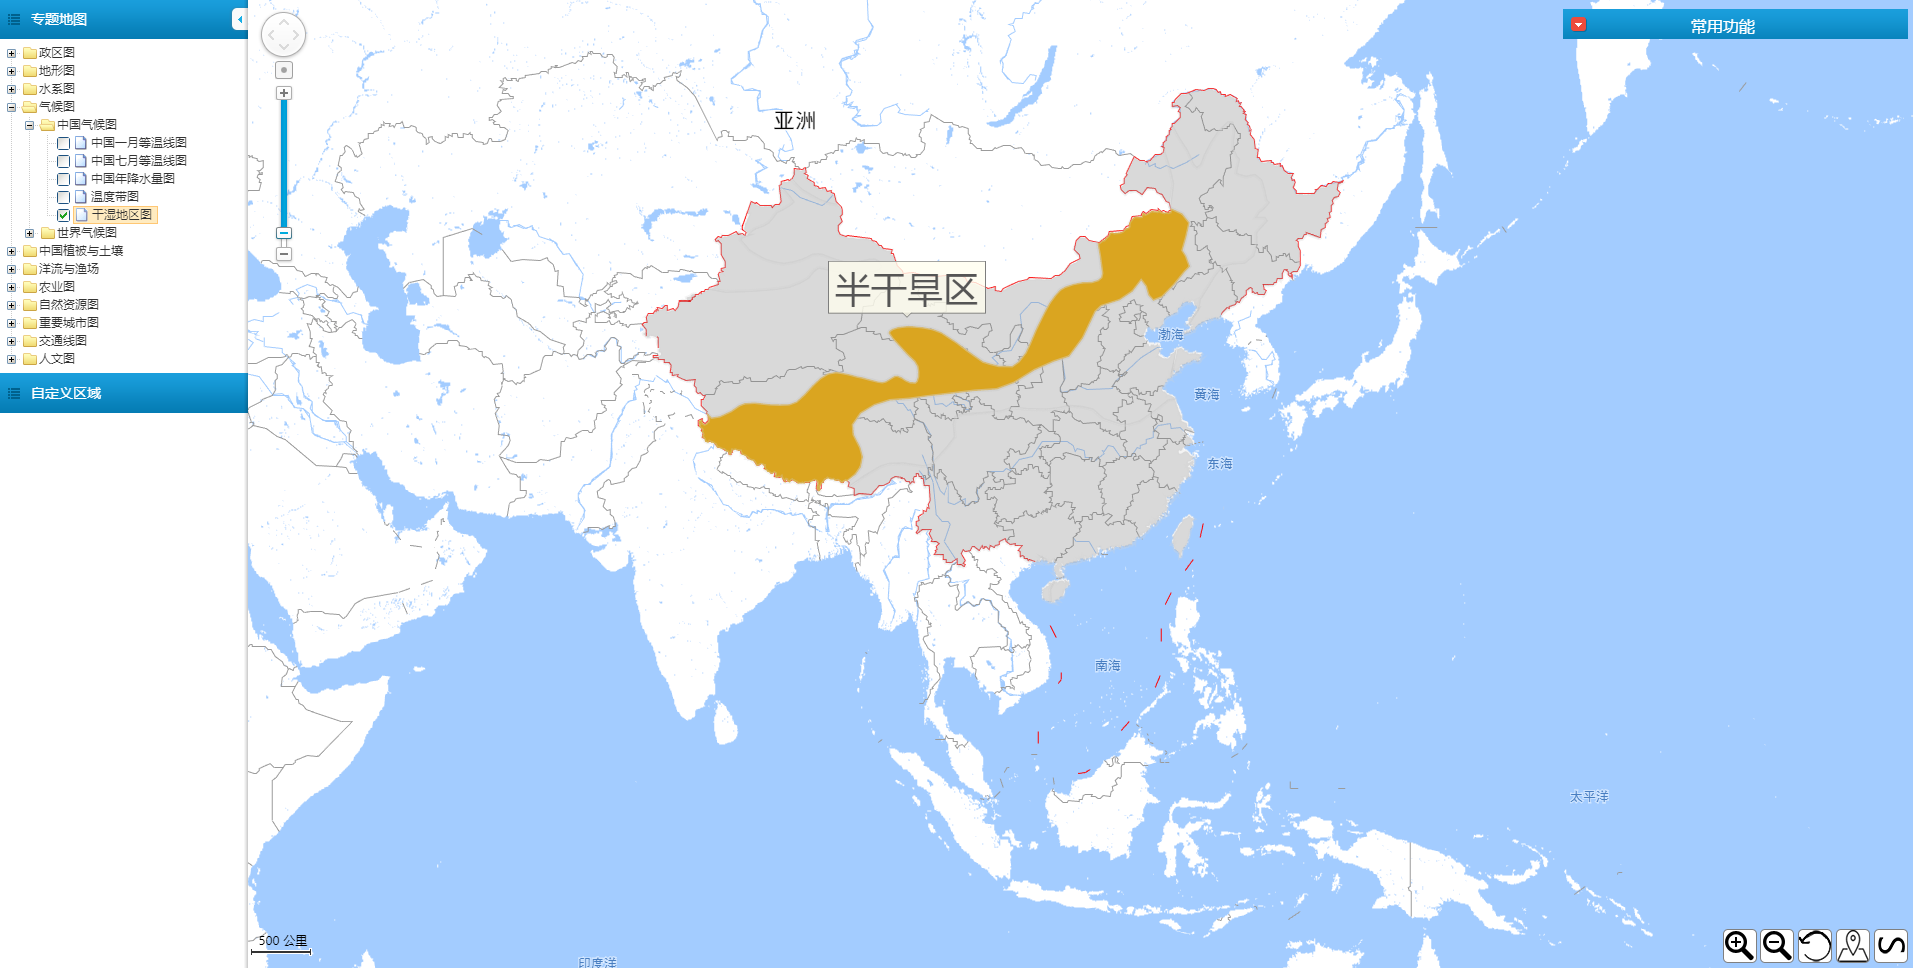 专题地图
政区图
地形图
水系图
气候图
中国气候图
中国一月等温线图
中国七月等温线图
中国年降水量图
温度带图
干湿地区图
世界气候图
中国植被与土壤
洋流与渔场
农业图
自然资源图
重要城市图
交通线图
人文图
自定义区域
常用功能
亚洲
半干旱区
渤海
黄海
东海
南海
太平洋
500 公里
印度洋